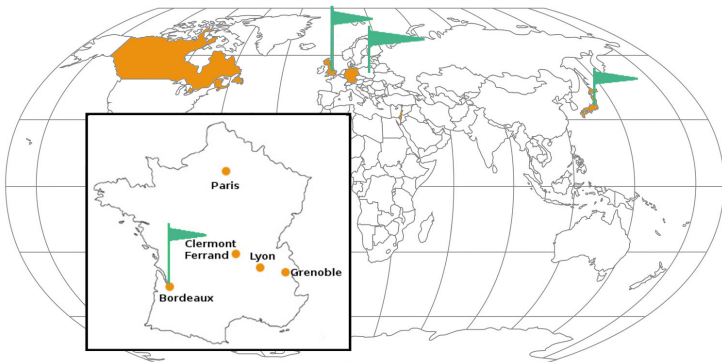 Paris
Clermont
Ferrand
Lyon
Grenoble
Bordeaux